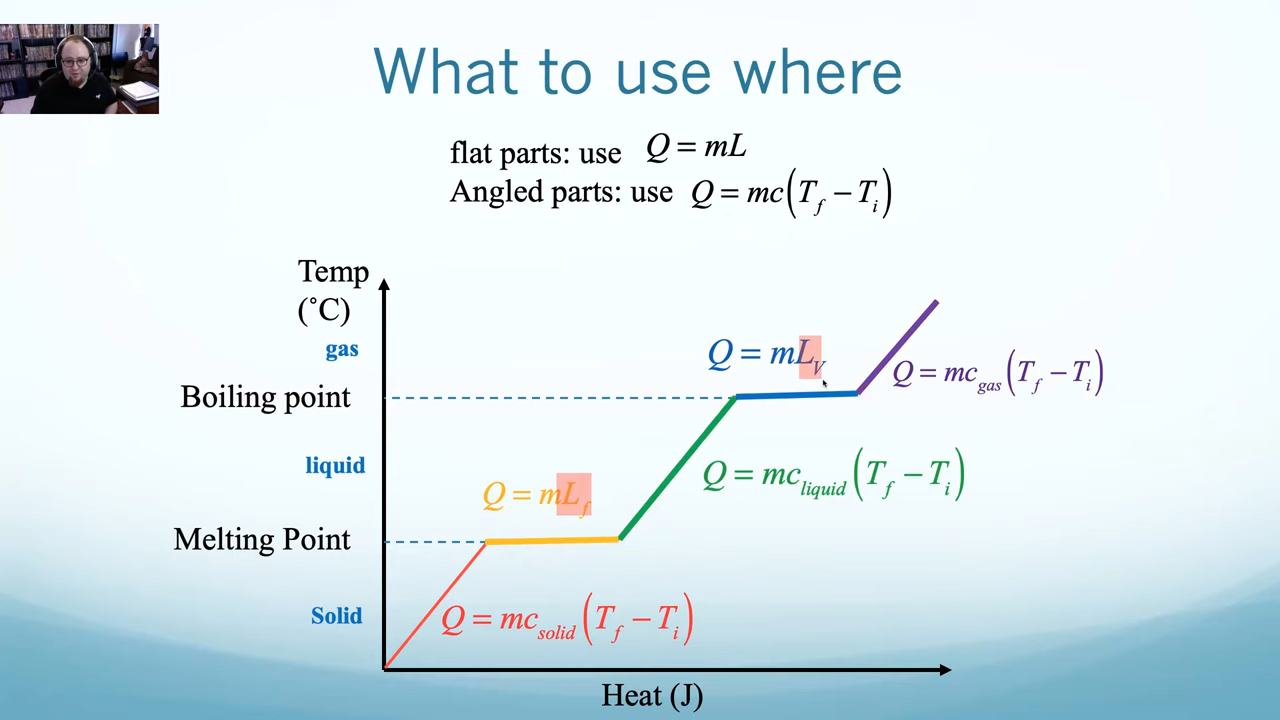 What to use where
flat parts: use Q = mL
Angled parts: use Q = mc(T_f − T_i)
Temp
(˚C)
gas
Q = mL_V
Q = mc_gas(T_f − T_i)
Boiling point
liquid
Q = mc_liquid(T_f − T_i)
Q = mL_f
Melting Point
Solid
Q = mc_solid(T_f − T_i)
Heat (J)